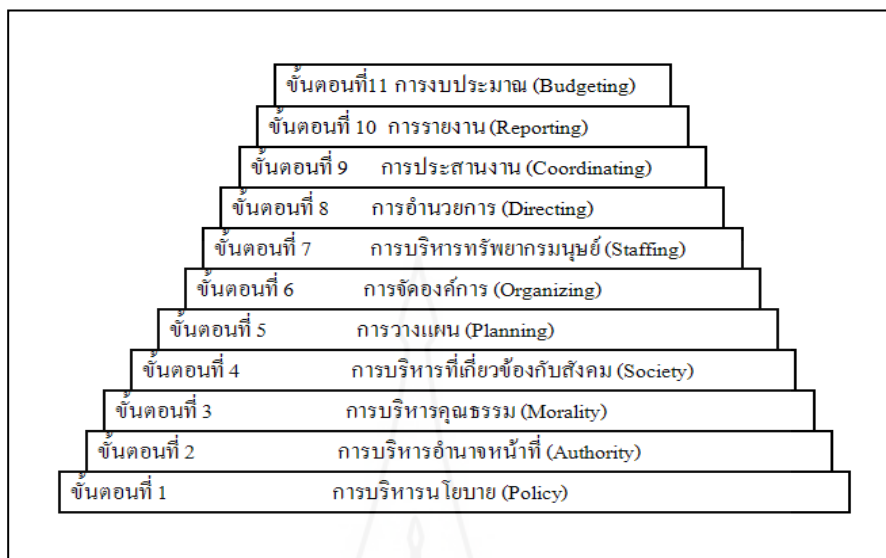 ขั้นตอนที่11 การงบประมาณ (Budgeting)
ขั้นตอนที่ 10 การรายงาน (Reporting)
ขั้นตอนที่ 9 การประสานงาน (Coordinating)
ขั้นตอนที่ 8 การอำนวยการ (Directing)
ขั้นตอนที่ 7 การบริหารทรัพยากรมนุษย์ (Staffing)
ขั้นตอนที่ 6 การจัดองค์การ (Organizing)
ขั้นตอนที่ 5 การวางแผน (Planning)
ขั้นตอนที่ 4 การบริหารที่เกี่ยวข้องกับสังคม (Society)
ขั้นตอนที่ 3 การบริหารคุณธรรม (Morality)
ขั้นตอนที่ 2 การบริหารอำนาจหน้าที่ (Authority)
ขั้นตอนที่ 1 การบริหารนโยบาย (Policy)